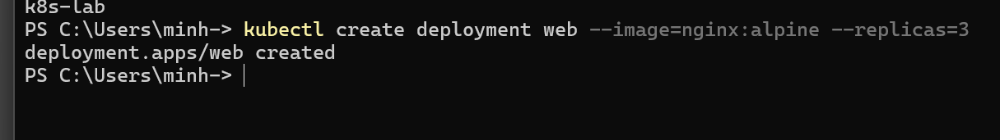 k8s-lab
PS C:\Users\minh-> kubectl create deployment web --image=nginx:alpine --replicas=3
deployment.apps/web created
PS C:\Users\minh->